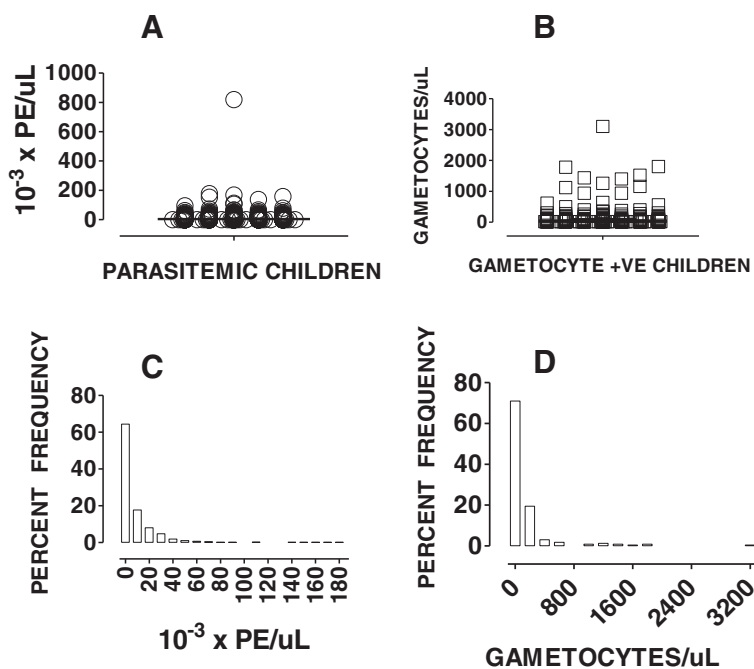 A
10⁻³ x PE/uL
1000
800
600
400
200
0
PARASITEMIC CHILDREN
B
GAMETOCYTES/uL
4000
3000
2000
1000
0
GAMETOCYTE +VE CHILDREN
C
PERCENT FREQUENCY
80
60
40
20
0
0 20 40 60 80 100 120 140 160 180
10⁻³ x PE/uL
D
PERCENT FREQUENCY
80
60
40
20
0
0 800 1600 2400 3200
GAMETOCYTES/uL